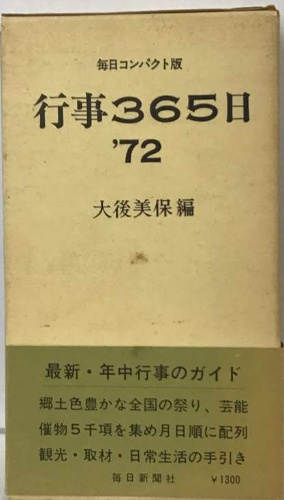 毎日コンパクト版
行事365日
'72
大後美保編
最新・年中行事のガイド
郷土色豊かな全国の祭り、芸能
催物5千項を集め月日順に配列
観光・取材・日常生活の手引き
毎日新聞社 ¥1300